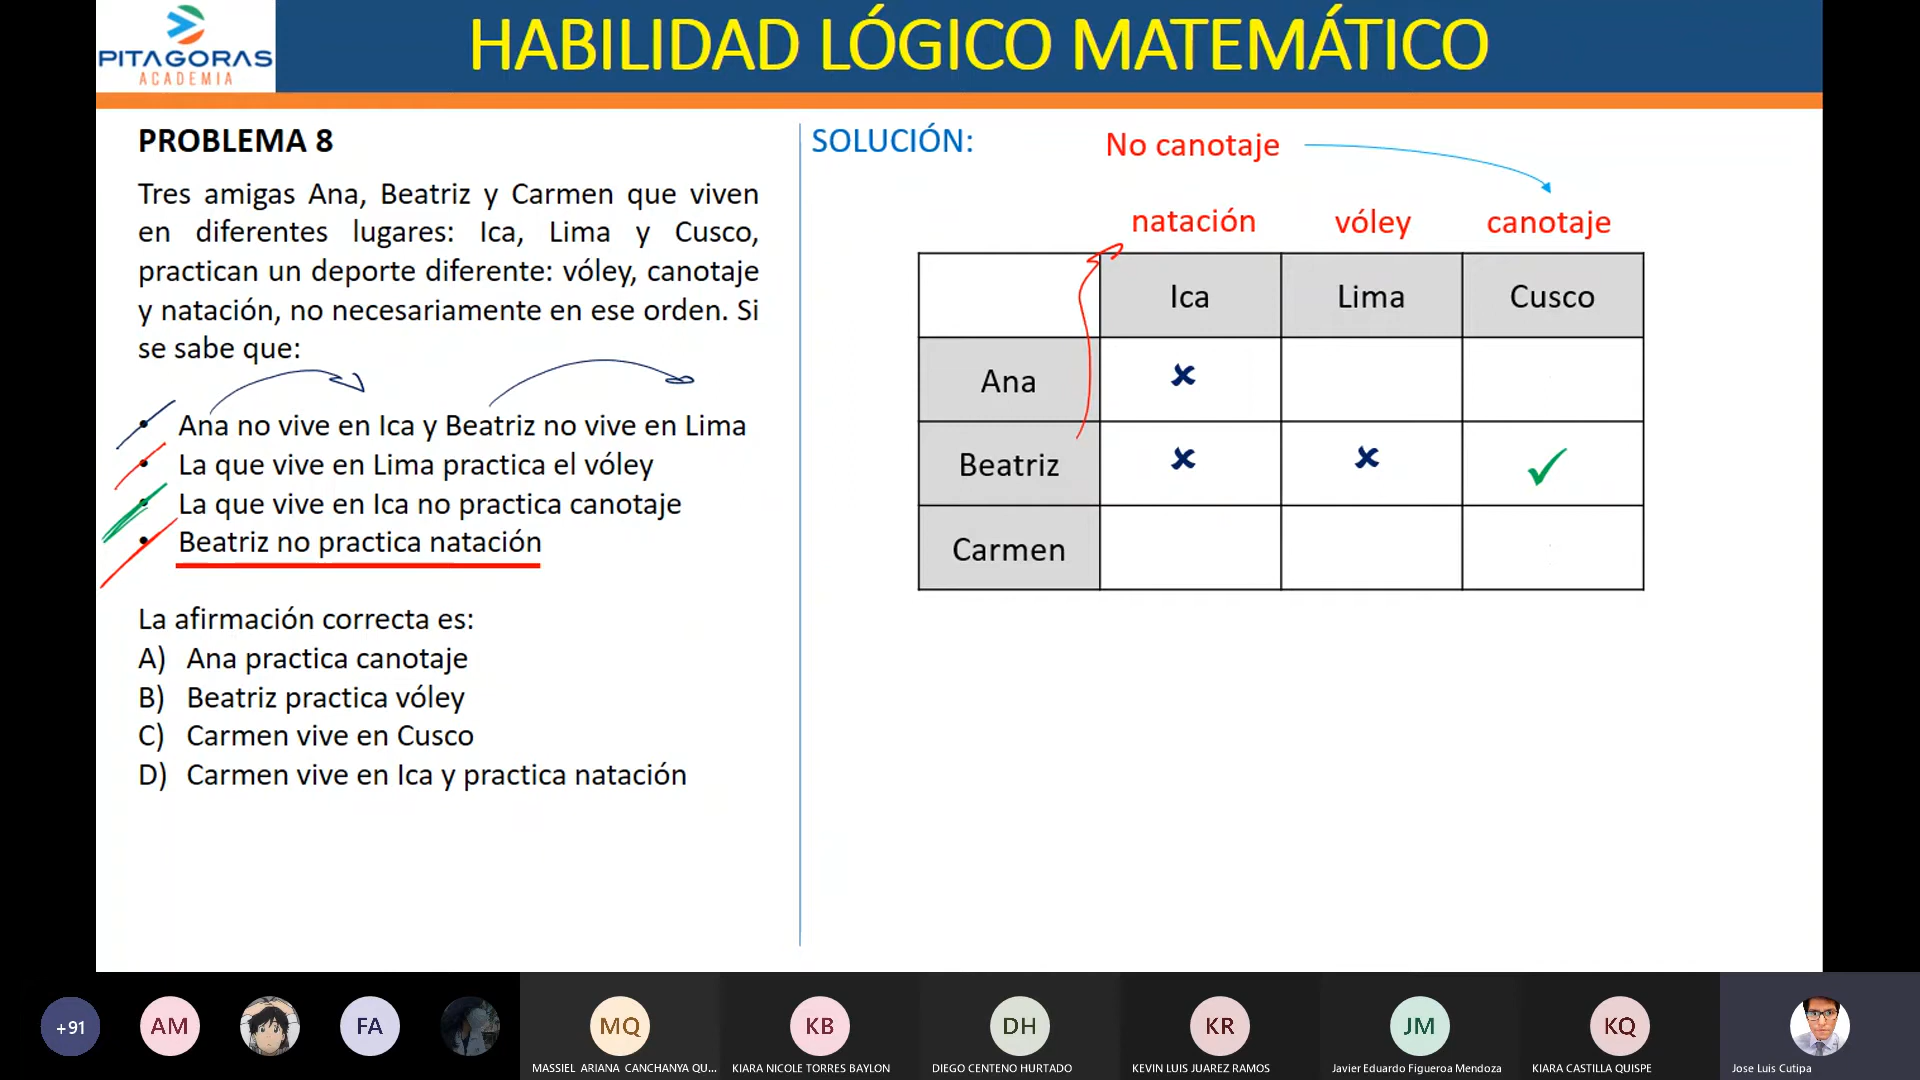 PITAGORAS
ACADEMIA
HABILIDAD LÓGICO MATEMÁTICO
PROBLEMA 8
Tres amigas Ana, Beatriz y Carmen que viven
en diferentes lugares: Ica, Lima y Cusco,
practican un deporte diferente: vóley, canotaje
y natación, no necesariamente en ese orden. Si
se sabe que:
• Ana no vive en Ica y Beatriz no vive en Lima
• La que vive en Lima practica el vóley
• La que vive en Ica no practica canotaje
• Beatriz no practica natación
La afirmación correcta es:
A) Ana practica canotaje
B) Beatriz practica vóley
C) Carmen vive en Cusco
D) Carmen vive en Ica y practica natación
SOLUCIÓN:
No canotaje
natación vóley canotaje
Ica Lima Cusco
Ana ✘
Beatriz ✘ ✘ ✓
Carmen
+91 AM FA MQ KB DH KR JM KQ
MASSIEL ARIANA CANCHANYA QU... KIARA NICOLE TORRES BAYLON DIEGO CENTENO HURTADO KEVIN LUIS JUAREZ RAMOS Javier Eduardo Figueroa Mendoza KIARA CASTILLA QUISPE Jose Luis Cutipa